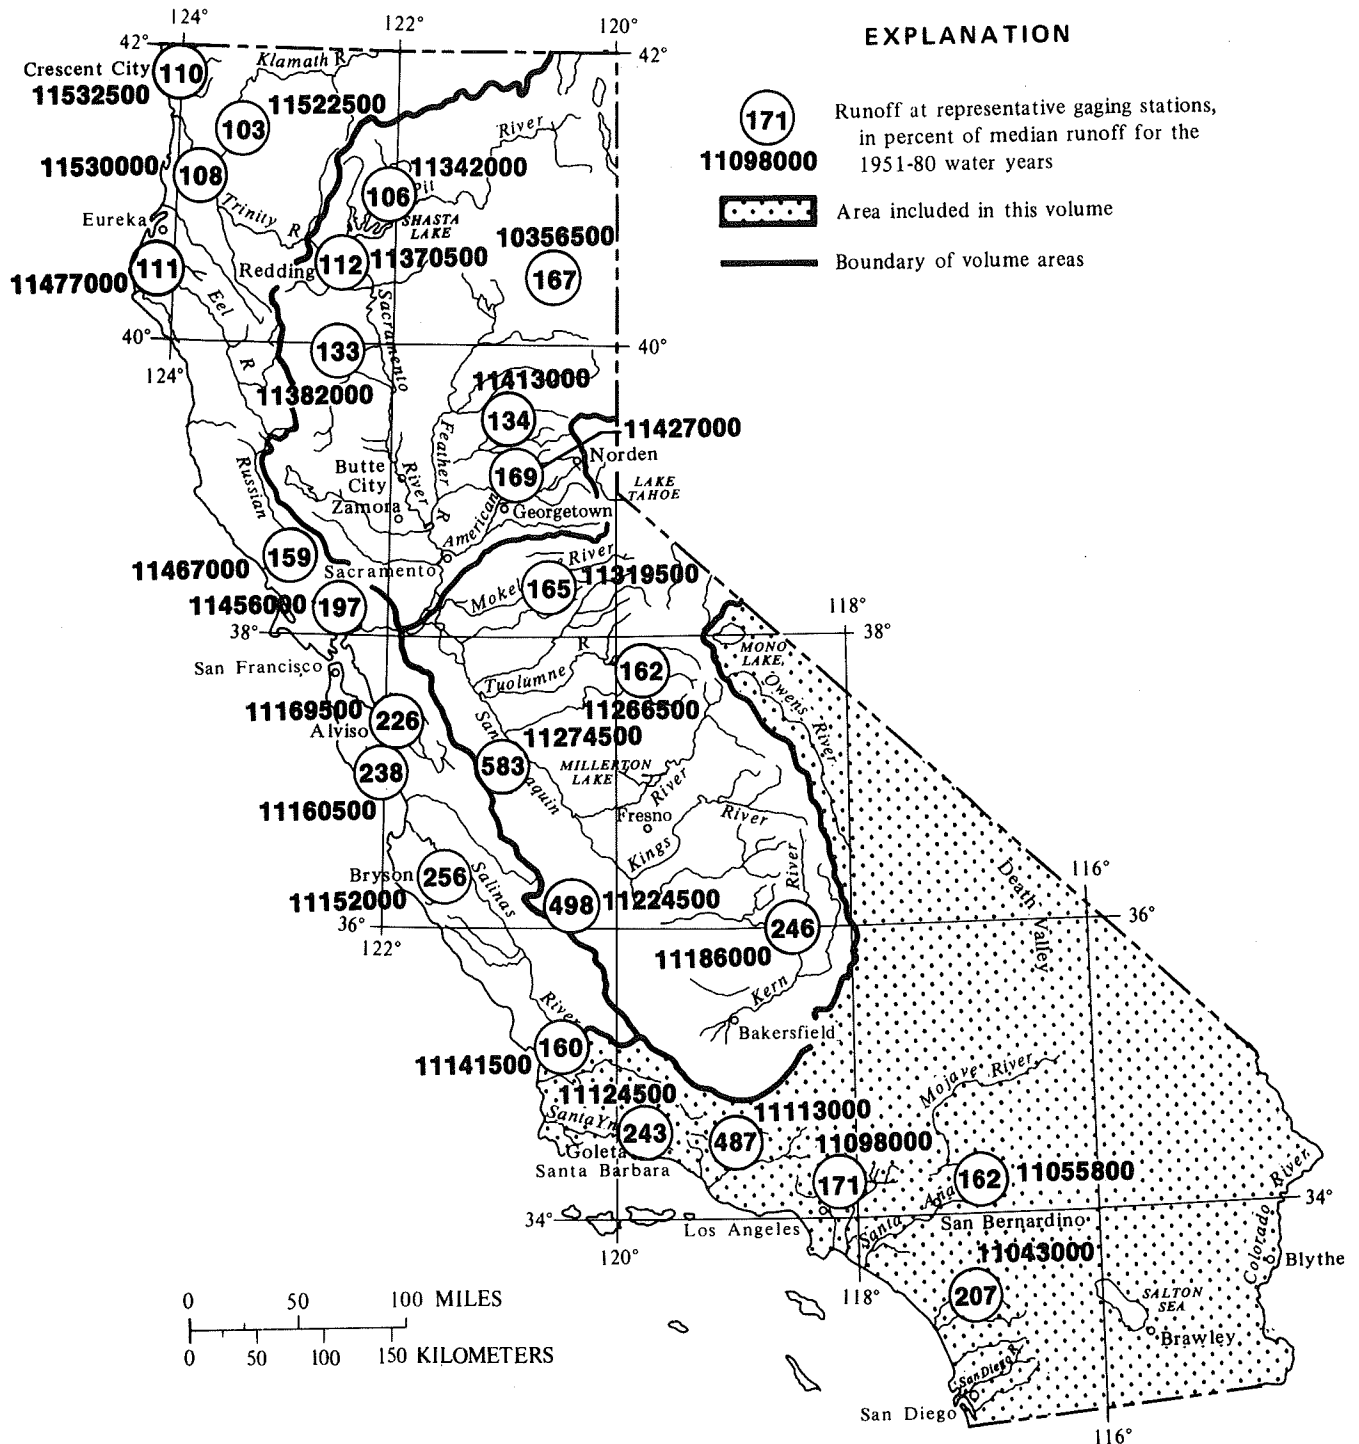 124°
122°
120°
42°
42°
EXPLANATION
Crescent City
110
11532500
Klamath R
11522500
103
River
171
11098000
Runoff at representative gaging stations,
in percent of median runoff for the
1951-80 water years
11530000
108
11342000
106
Pit
Area included in this volume
Trinity
R
Eureka
SHASTA
LAKE
Boundary of volume areas
10356500
167
11477000
111
Redding
112
11370500
Eel
R
Sacramento
River
40°
40°
124°
133
11382000
11413000
134
11427000
Feather
R
Norden
Butte
City
169
LAKE
TAHOE
Russian
Zamora
American
Georgetown
159
11467000
Sacramento
River
Mokel
165
11319500
11456000
197
118°
38°
38°
San Francisco
R
Tuolumne
162
11266500
MONO
LAKE
Owens River
11169500
226
Alviso
San
11274500
583
aquin
MILLERTON
LAKE
238
11160500
River
Fresno
Kings
River
River
Death Valley
116°
Bryson
256
Salinas
11152000
498
11224500
36°
36°
122°
246
11186000
River
Kern
Bakersfield
160
11141500
Mojave River
11124500
Santa Yn
243
Goleta
Santa Barbara
11113000
487
11098000
171
162
11055800
Santa Ana
San Bernardino
34°
34°
Los Angeles
120°
118°
11043000
207
Colorado River
Blythe
SALTON
SEA
Brawley
0 50 100 MILES
0 50 100 150 KILOMETERS
San Diego R
San Diego
116°